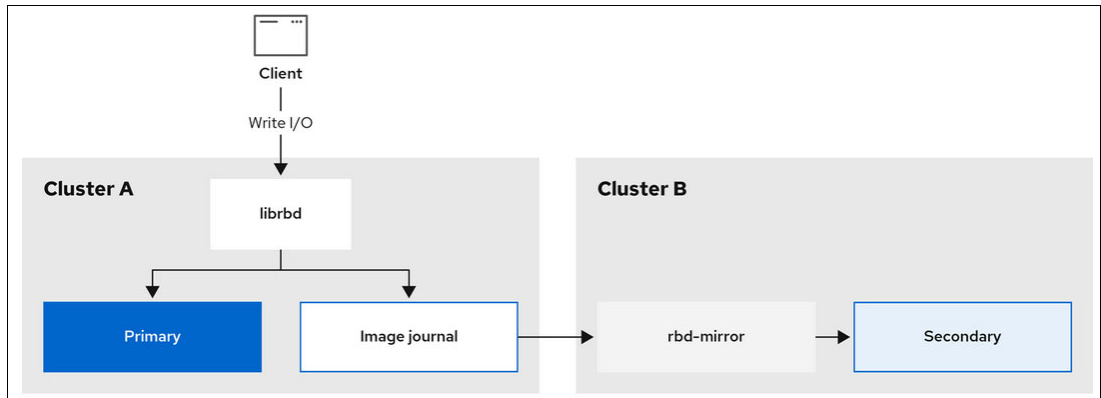 Client
Write I/O
Cluster A
librbd
Primary
Image journal
Cluster B
rbd-mirror
Secondary